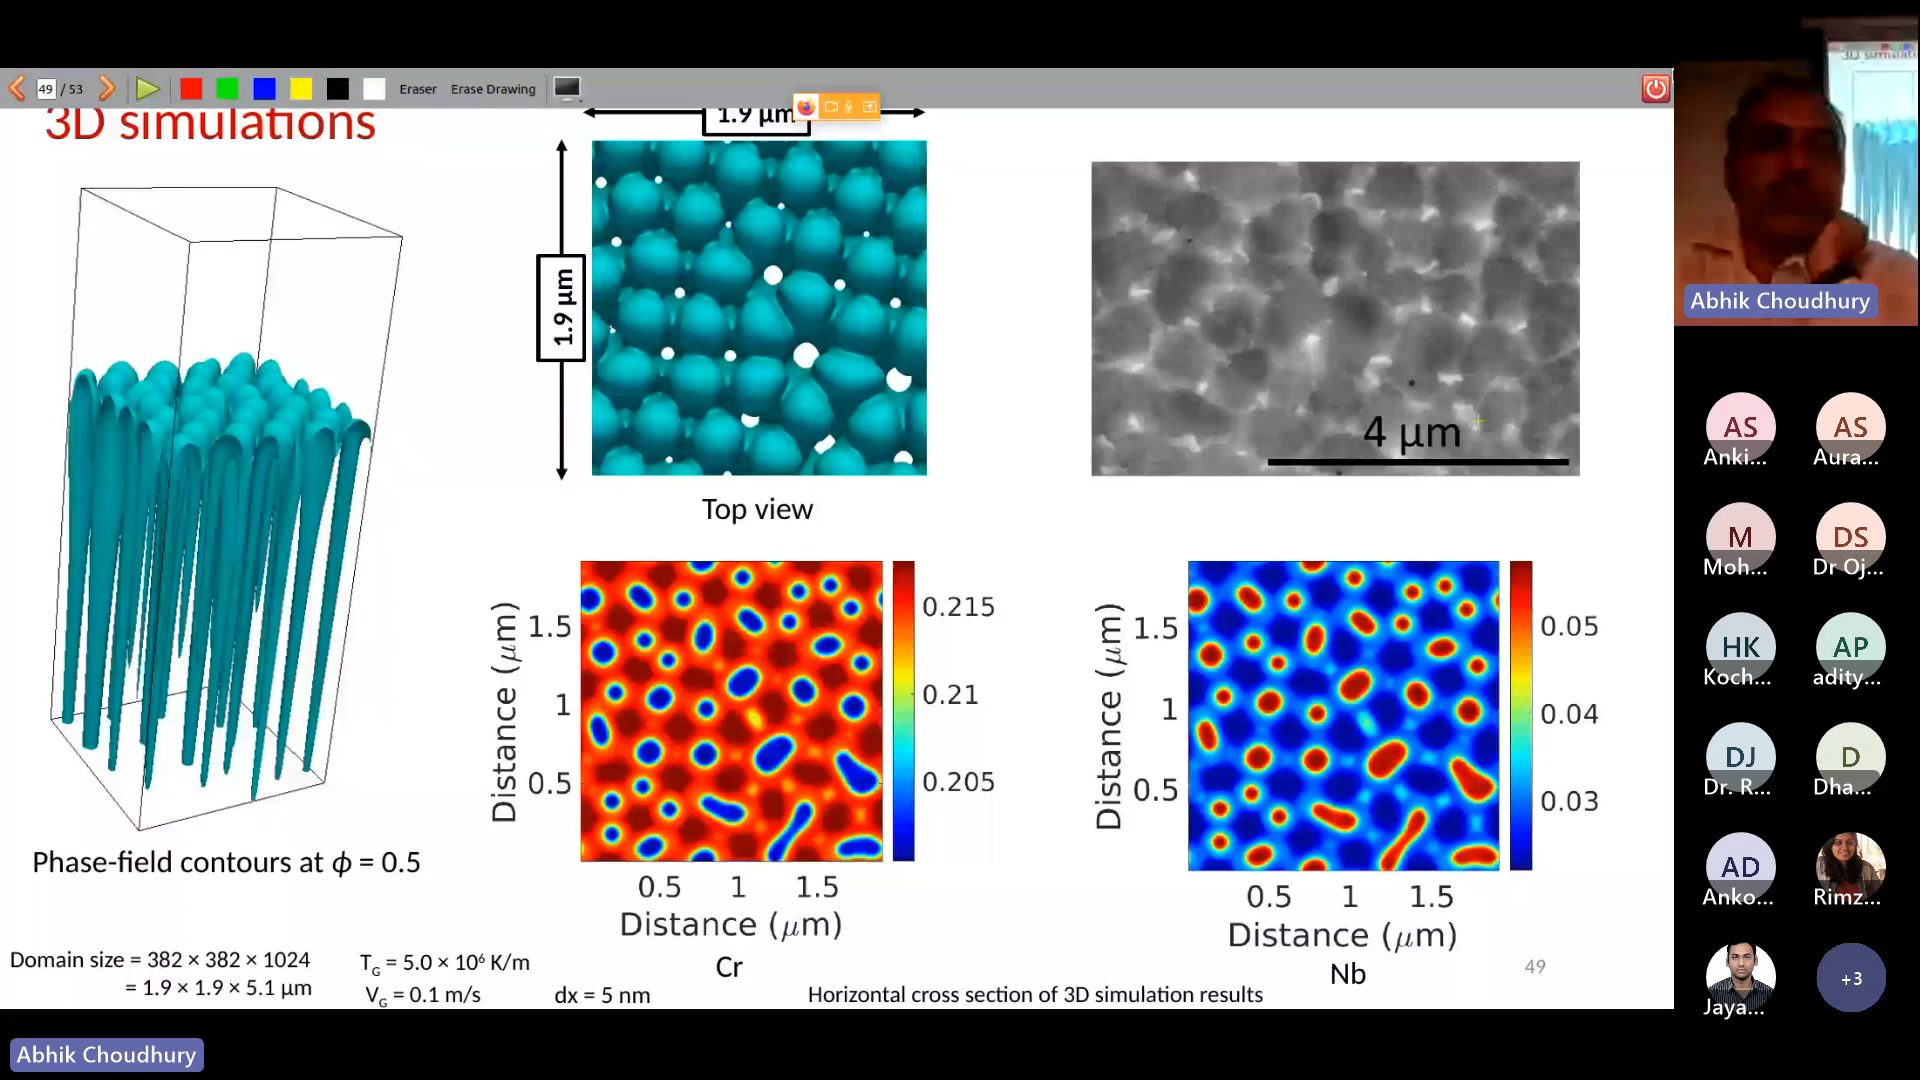 49 / 53
Eraser
Erase Drawing
3D simulations
1.9 μm
1.9 μm
4 μm
Top view
0.215
0.21
0.205
1.5
1
0.5
Distance (μm)
0.5 1 1.5
Distance (μm)
Cr
0.05
0.04
0.03
1.5
1
0.5
Distance (μm)
0.5 1 1.5
Distance (μm)
Nb
Phase-field contours at ϕ = 0.5
Domain size = 382 × 382 × 1024
= 1.9 × 1.9 × 5.1 μm
T_G = 5.0 × 10⁶ K/m
V_G = 0.1 m/s
dx = 5 nm
Horizontal cross section of 3D simulation results
49
Abhik Choudhury
AS
Anki...
AS
Aura...
M
Moh...
DS
Dr Oj...
HK
Koch...
AP
adity...
DJ
Dr. R...
D
Dha...
AD
Anko...
Rimz...
Jaya...
+3
Abhik Choudhury